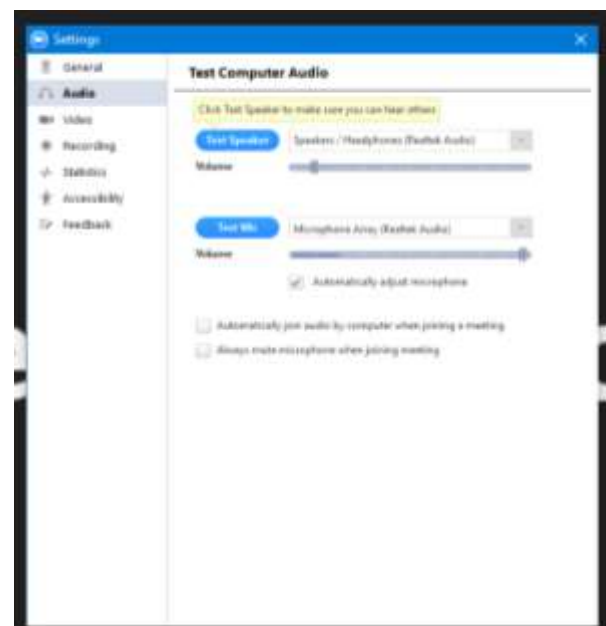 Settings
General
Audio
Video
Recording
Statistics
Accessibility
Feedback
Test Computer Audio
Click Test Speaker to make sure you can hear others
Test Speaker
Speakers / Headphones (Realtek Audio)
Volume
Test Mic
Microphone Array (Realtek Audio)
Volume
Automatically adjust microphone
Automatically join audio by computer when joining a meeting
Always mute microphone when joining meeting